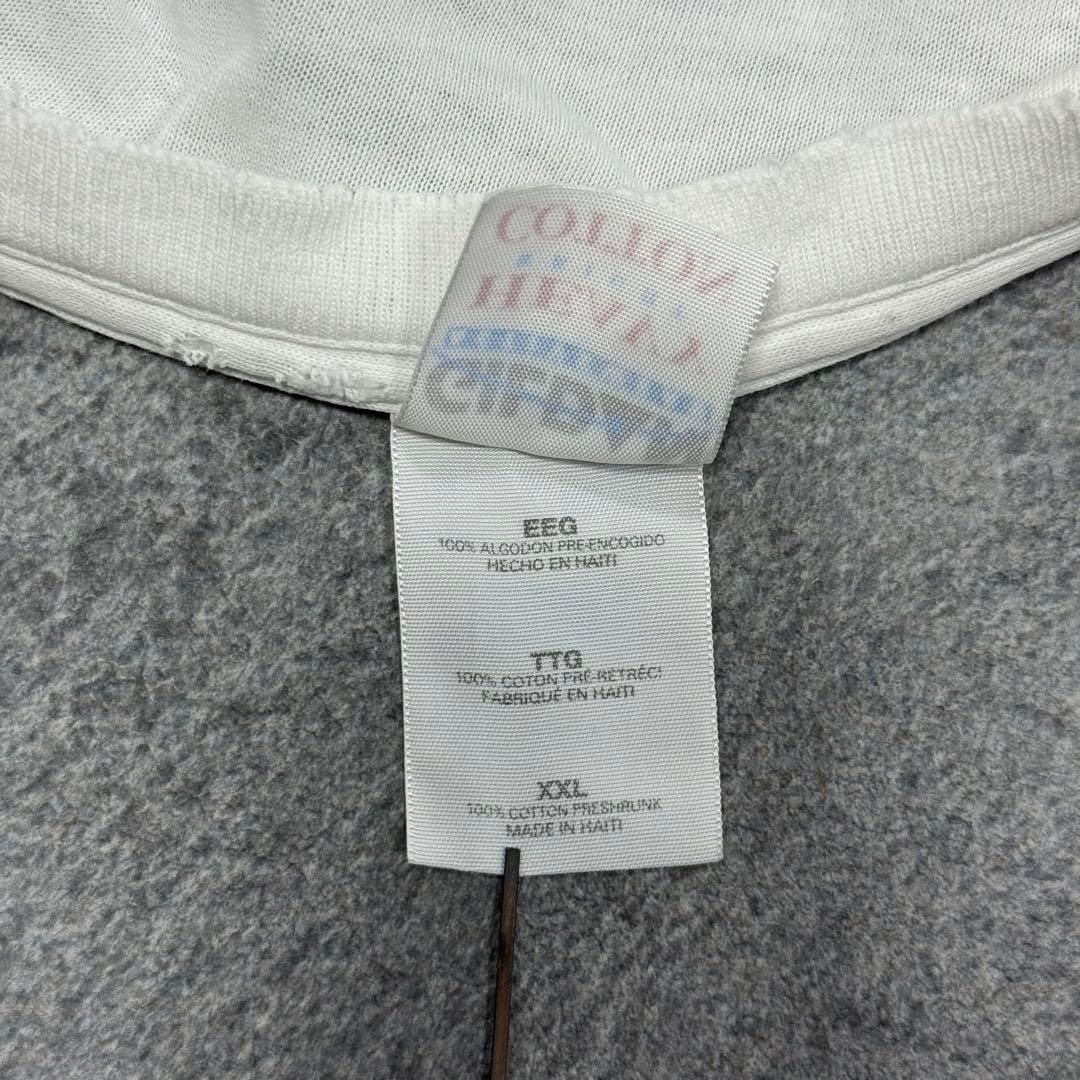 EEG
100% ALGODON PRE-ENCOGIDO
HECHO EN HAITI
TTG
100% COTON PRÉ-RETRÉCI
FABRIQUÉ EN HAITI
XXL
100% COTTON PRESHRUNK
MADE IN HAITI